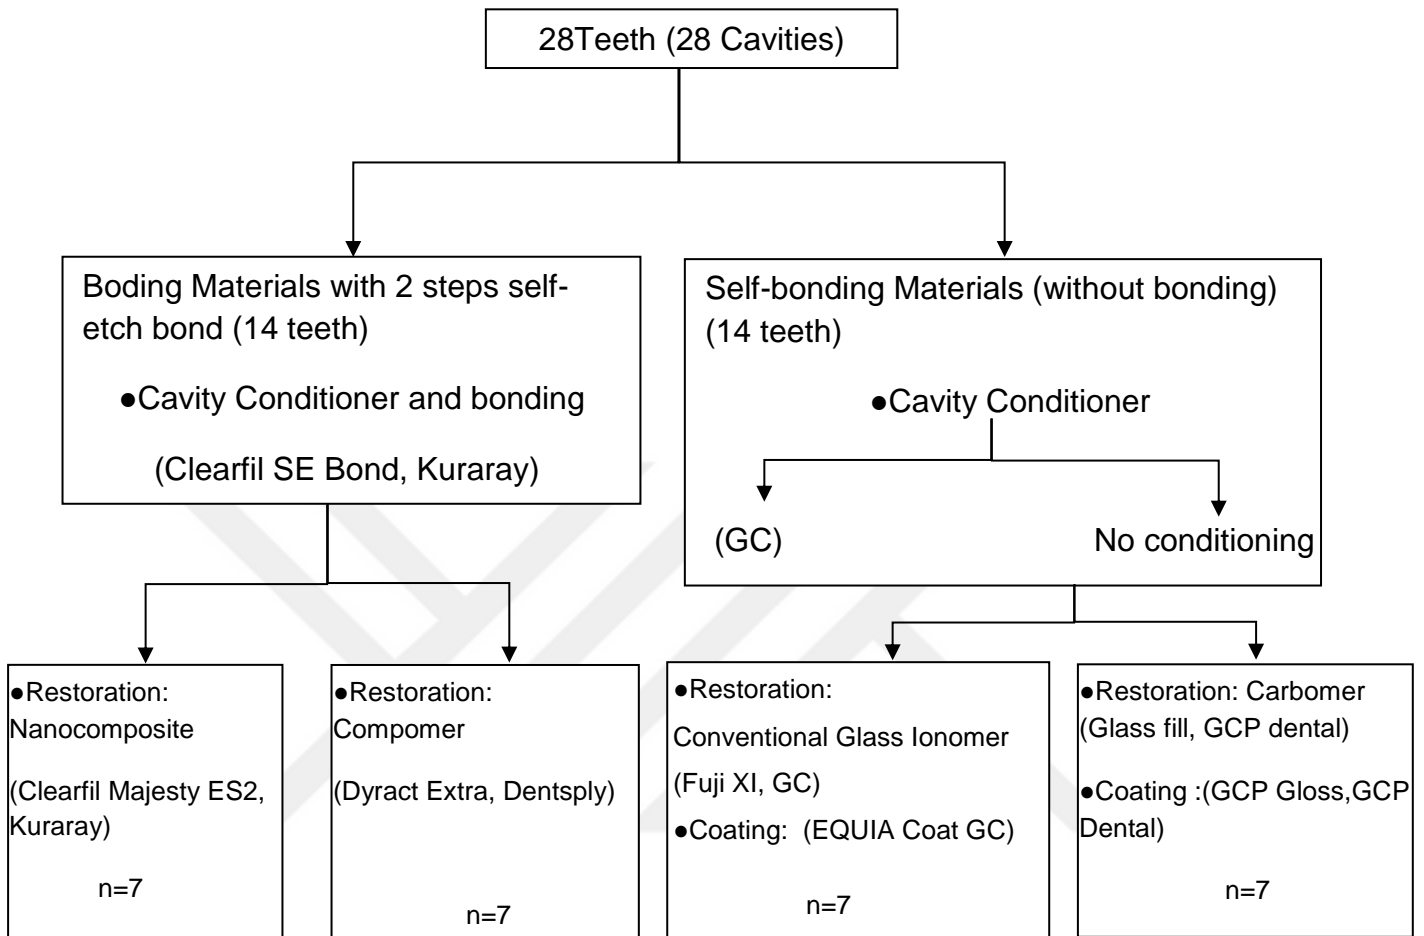 28Teeth (28 Cavities)
Boding Materials with 2 steps self-
etch bond (14 teeth)
●Cavity Conditioner and bonding
(Clearfil SE Bond, Kuraray)
Self-bonding Materials (without bonding)
(14 teeth)
●Cavity Conditioner
(GC)
No conditioning
●Restoration:
Nanocomposite
(Clearfil Majesty ES2,
Kuraray)
n=7
●Restoration:
Compomer
(Dyract Extra, Dentsply)
n=7
●Restoration:
Conventional Glass Ionomer
(Fuji XI, GC)
●Coating: (EQUIA Coat GC)
n=7
●Restoration: Carbomer
(Glass fill, GCP dental)
●Coating :(GCP Gloss,GCP
Dental)
n=7